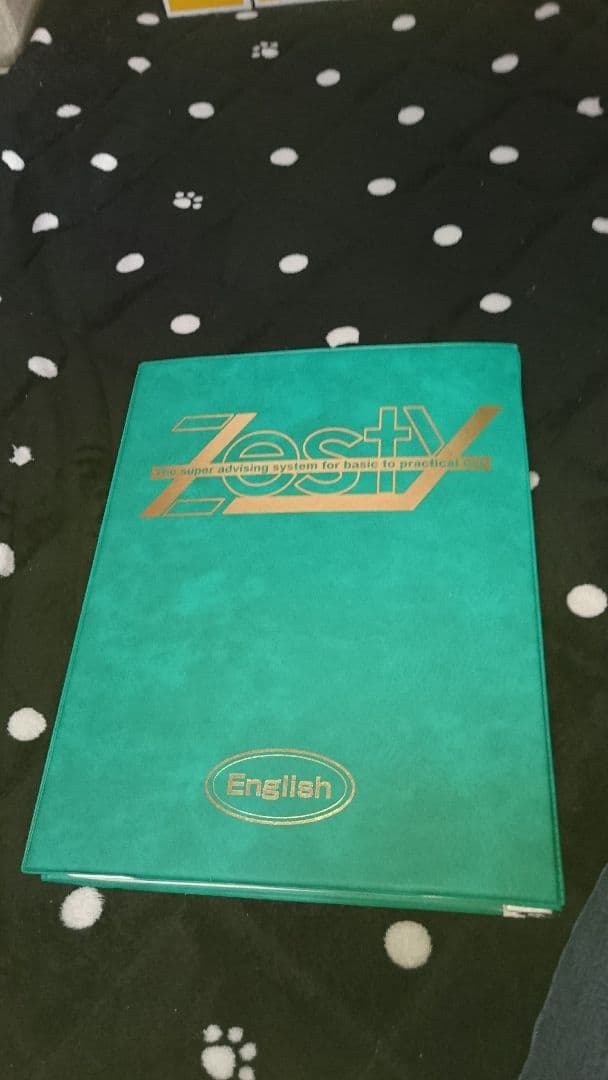 Zesty
The super advising system for basic to practical
English